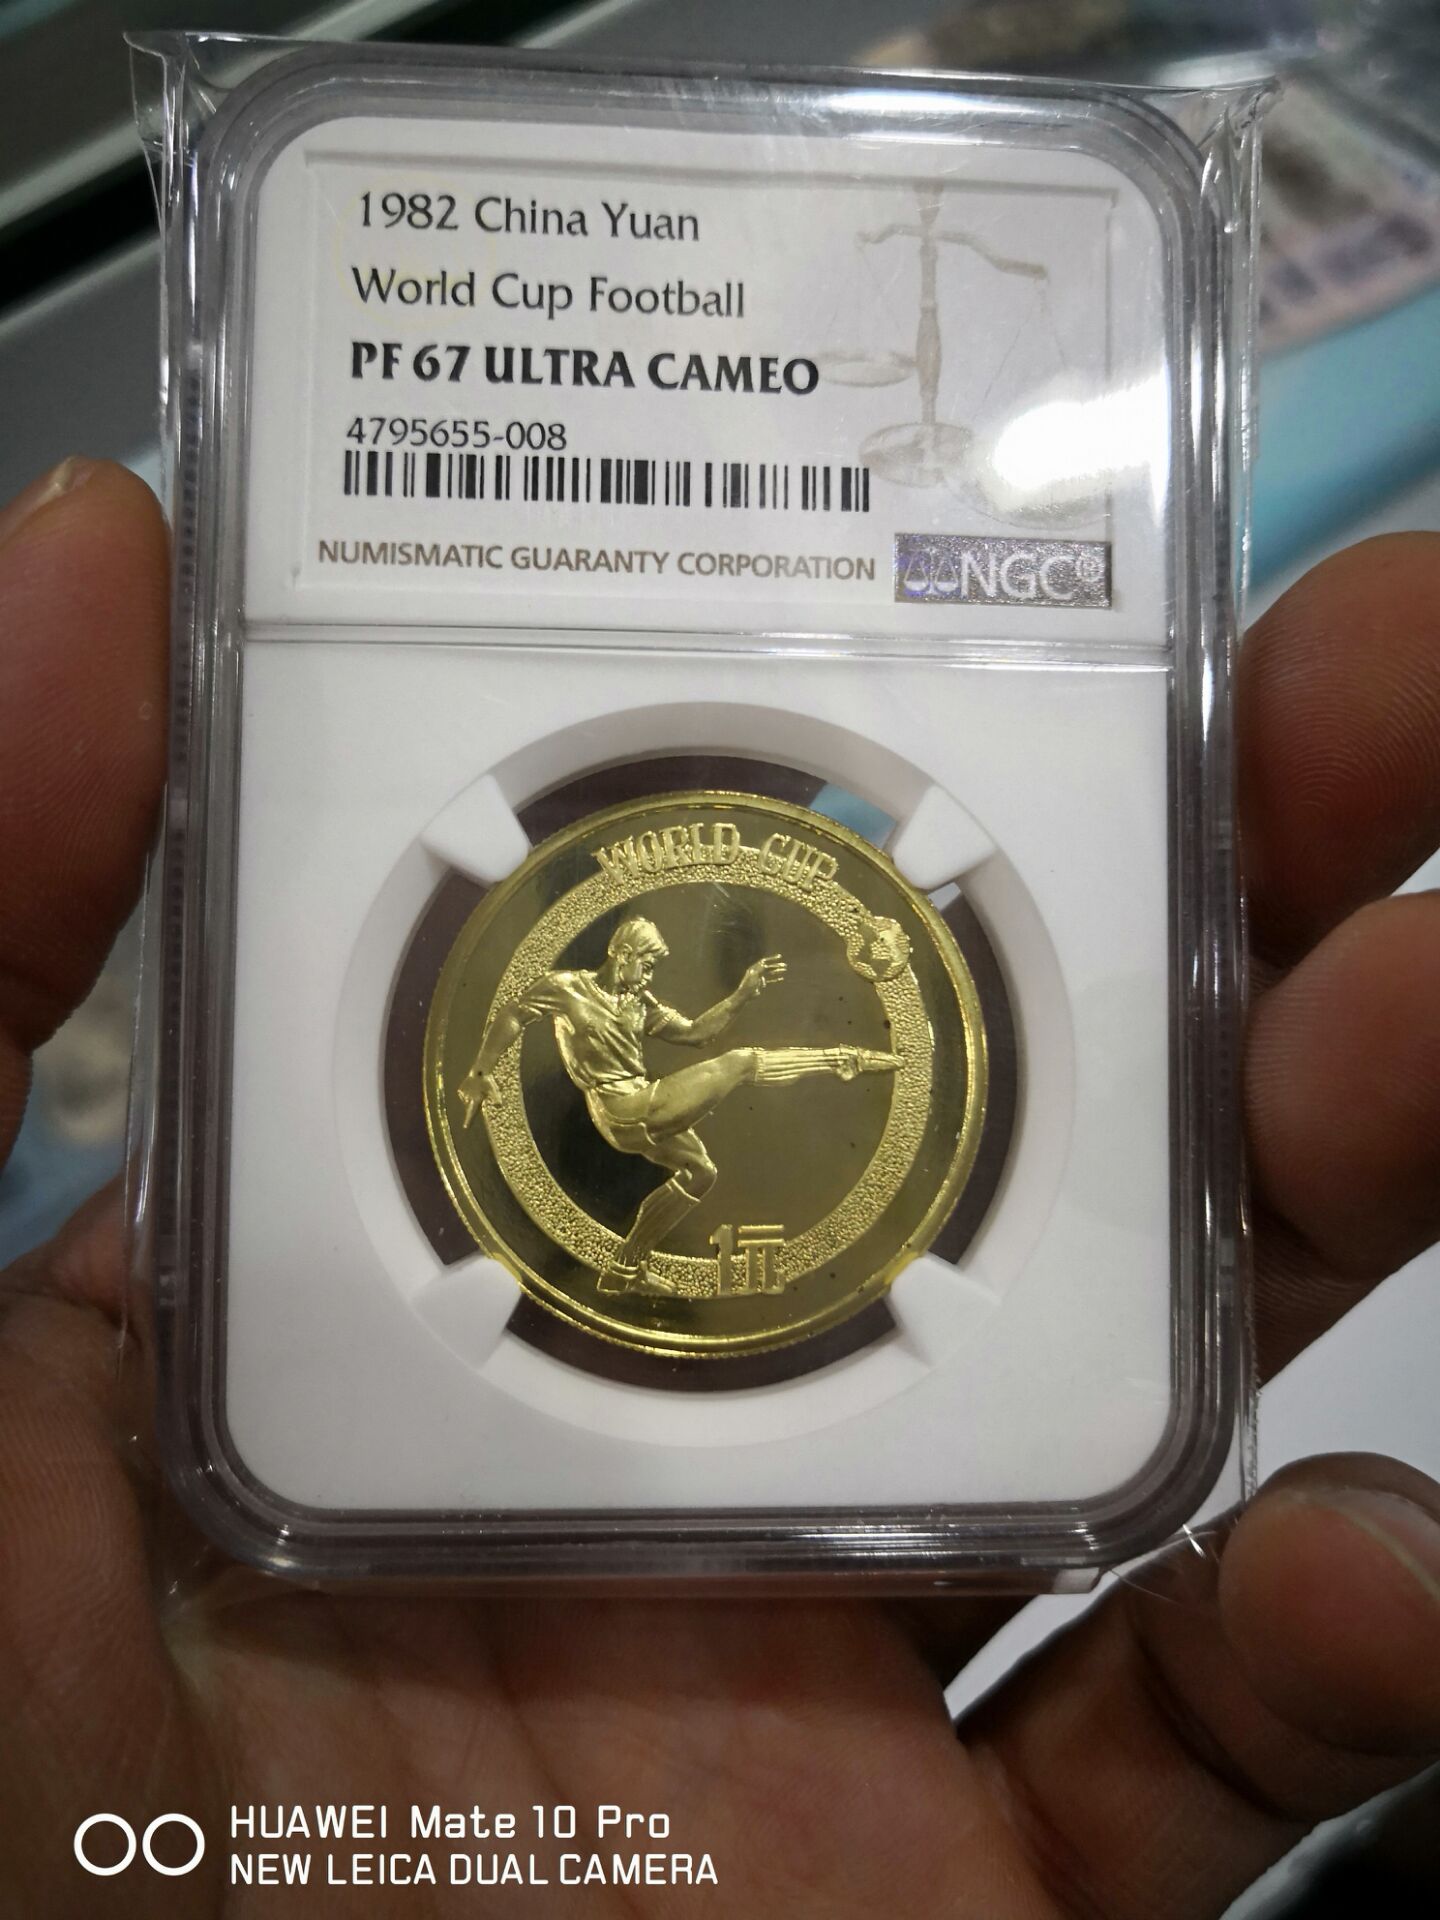 1982 China Yuan
World Cup Football
PF 67 ULTRA CAMEO
4795655-008
NUMISMATIC GUARANTY CORPORATION
NGC®
WORLD CUP
1元
HUAWEI Mate 10 Pro
NEW LEICA DUAL CAMERA